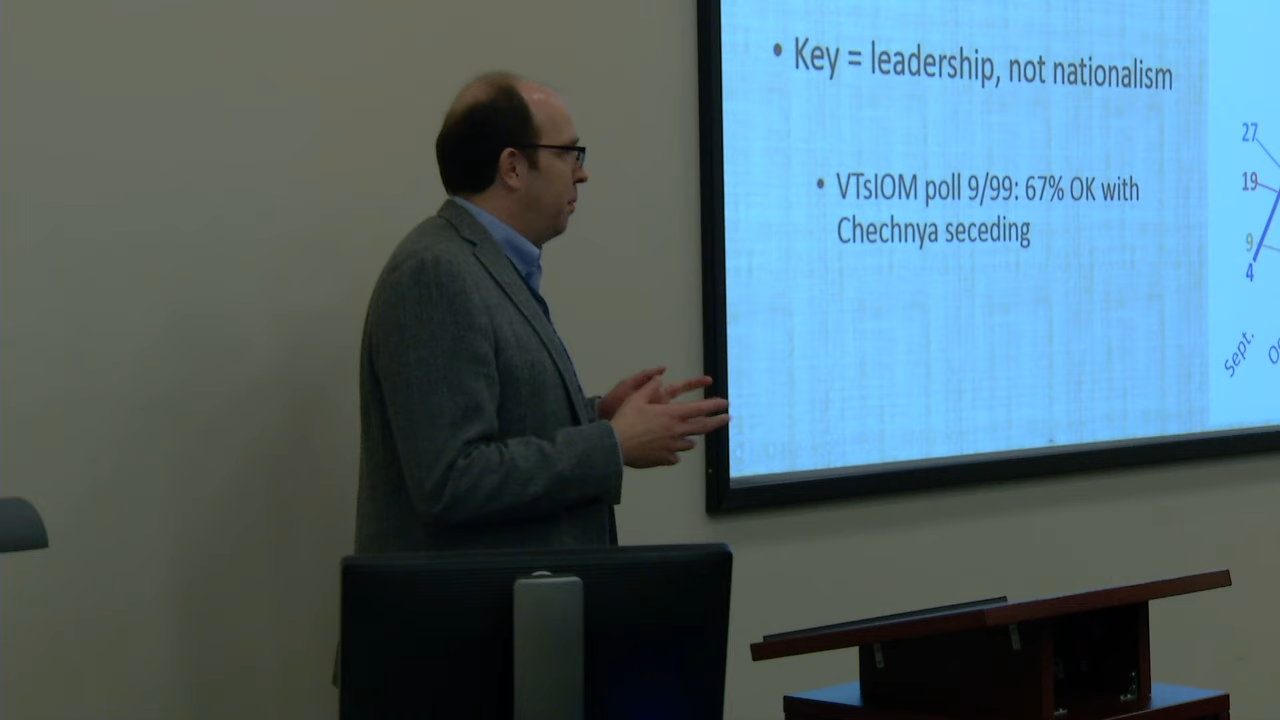 • Key = leadership, not nationalism
• VTsIOM poll 9/99: 67% OK with
Chechnya seceding
27
19
9
4
Sept.